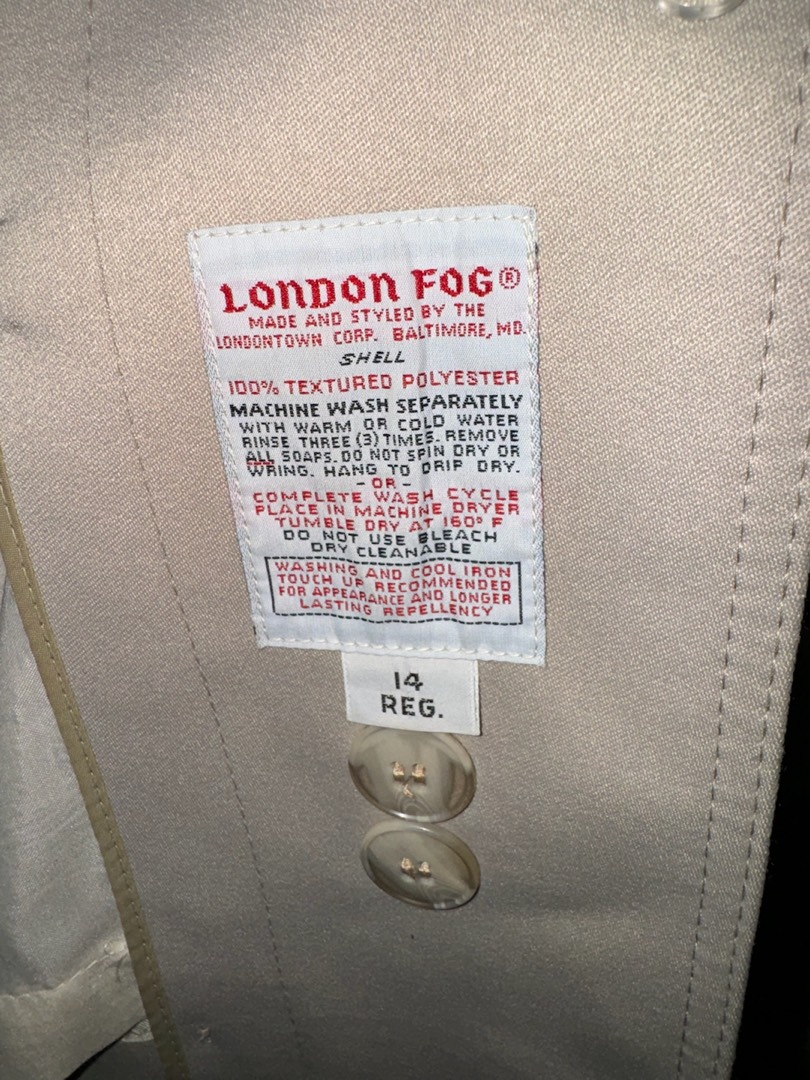 LONDON FOG®
MADE AND STYLED BY THE
LONDONTOWN CORP. BALTIMORE, MD.
SHELL
100% TEXTURED POLYESTER
MACHINE WASH SEPARATELY
WITH WARM OR COLD WATER
RINSE THREE (3) TIMES. REMOVE
ALL SOAPS. DO NOT SPIN DRY OR
WRING. HANG TO DRIP DRY.
- OR -
COMPLETE WASH CYCLE
PLACE IN MACHINE DRYER
TUMBLE DRY AT 160° F
DO NOT USE BLEACH
DRY CLEANABLE
WASHING AND COOL IRON
TOUCH UP RECOMMENDED
FOR APPEARANCE AND LONGER
LASTING REPELLENCY
14
REG.